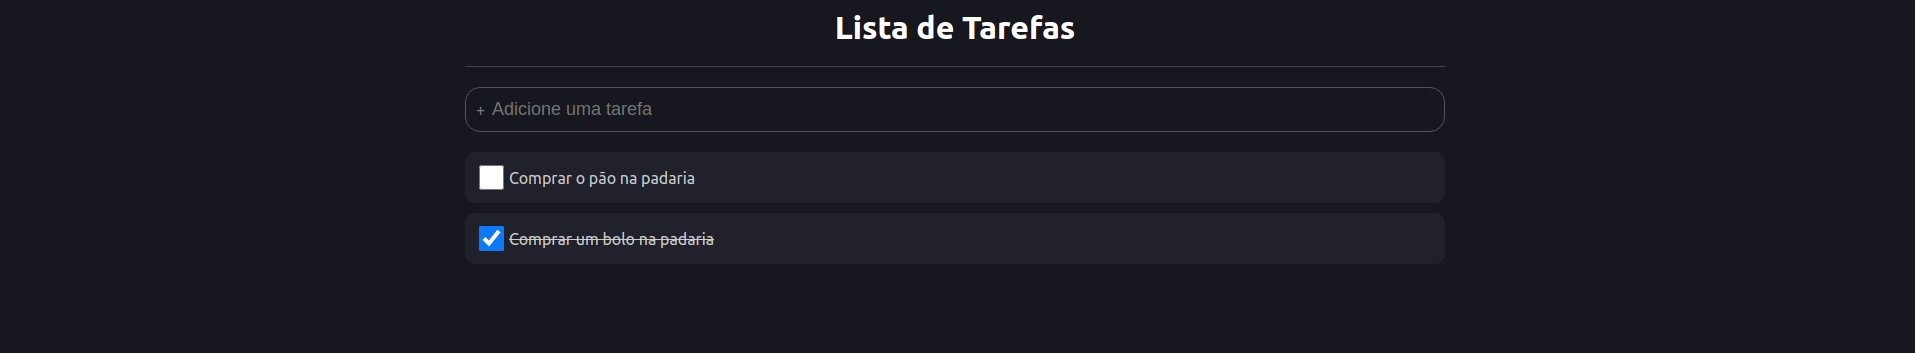 Lista de Tarefas
+ Adicione uma tarefa
Comprar o pão na padaria
Comprar um bolo na padaria